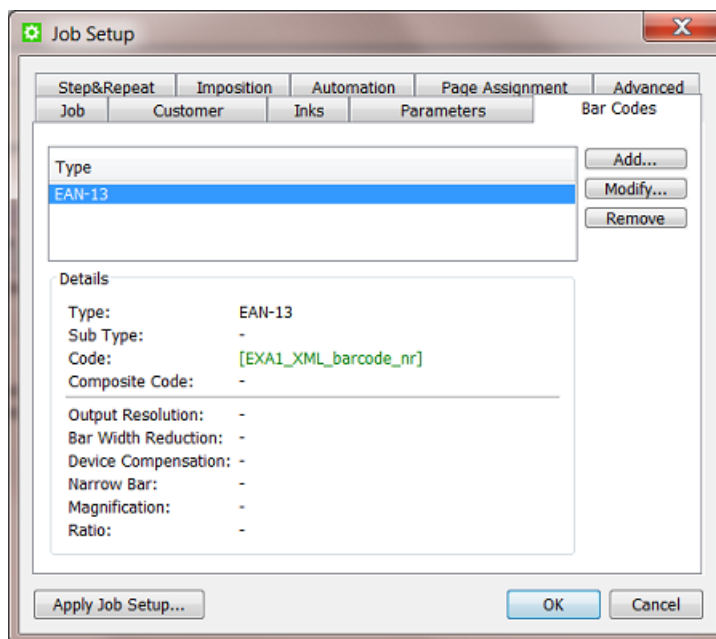 Job Setup
Step&Repeat Imposition Automation Page Assignment Advanced
Job Customer Inks Parameters Bar Codes
Type
Add...
EAN-13
Modify...
Remove
Details
Type: EAN-13
Sub Type: -
Code: [EXA1_XML_barcode_nr]
Composite Code: -
Output Resolution: -
Bar Width Reduction: -
Device Compensation: -
Narrow Bar: -
Magnification: -
Ratio: -
Apply Job Setup... OK Cancel